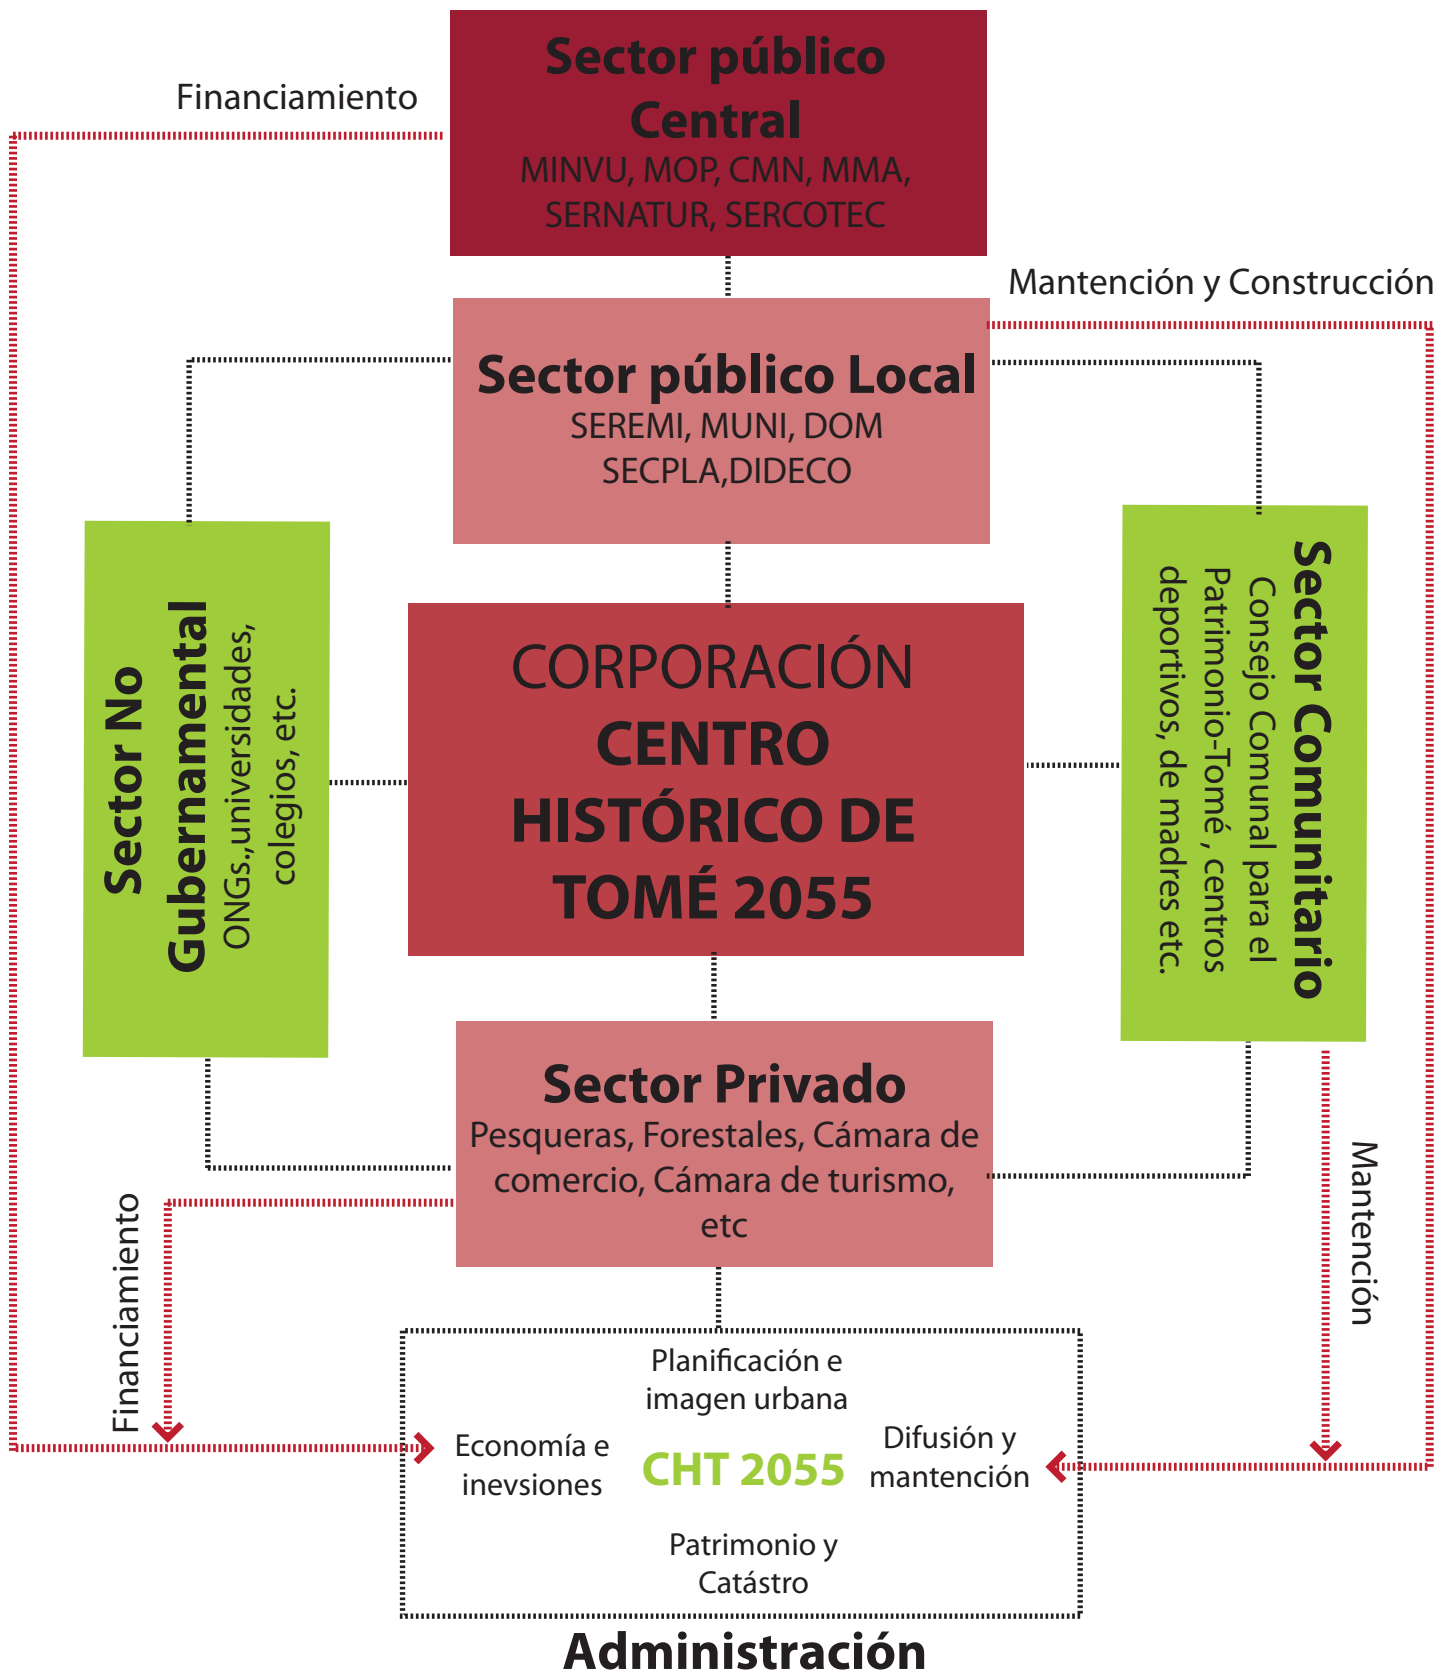 Sector público
Central
MINVU, MOP, CMN, MMA,
SERNATUR, SERCOTEC
Financiamiento
Mantención y Construcción
Sector público Local
SEREMI, MUNI, DOM
SECPLA,DIDECO
Sector No
Gubernamental
ONGs.,universidades,
colegios, etc.
CORPORACIÓN
CENTRO
HISTÓRICO DE
TOMÉ 2055
Sector Comunitario
Consejo Comunal para el
Patrimonio-Tomé , centros
deportivos, de madres etc.
Sector Privado
Pesqueras, Forestales, Cámara de
comercio, Cámara de turismo,
etc
Financiamiento
Mantención
Planificación e
imagen urbana
Economía e
inevsiones
CHT 2055
Difusión y
mantención
Patrimonio y
Catástro
Administración